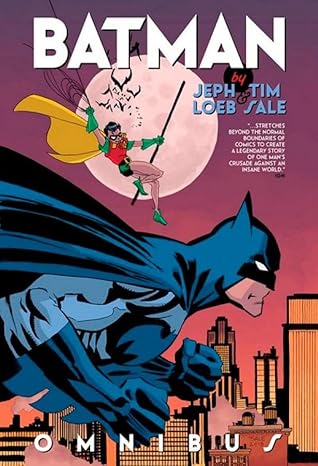 BATMAN
by
JEPH & TIM
LOEB SALE
"...STRETCHES
BEYOND THE NORMAL
BOUNDARIES OF
COMICS TO CREATE
A LEGENDARY STORY
OF ONE MAN'S
CRUSADE AGAINST AN
INSANE WORLD."
IGN
OMNIBUS